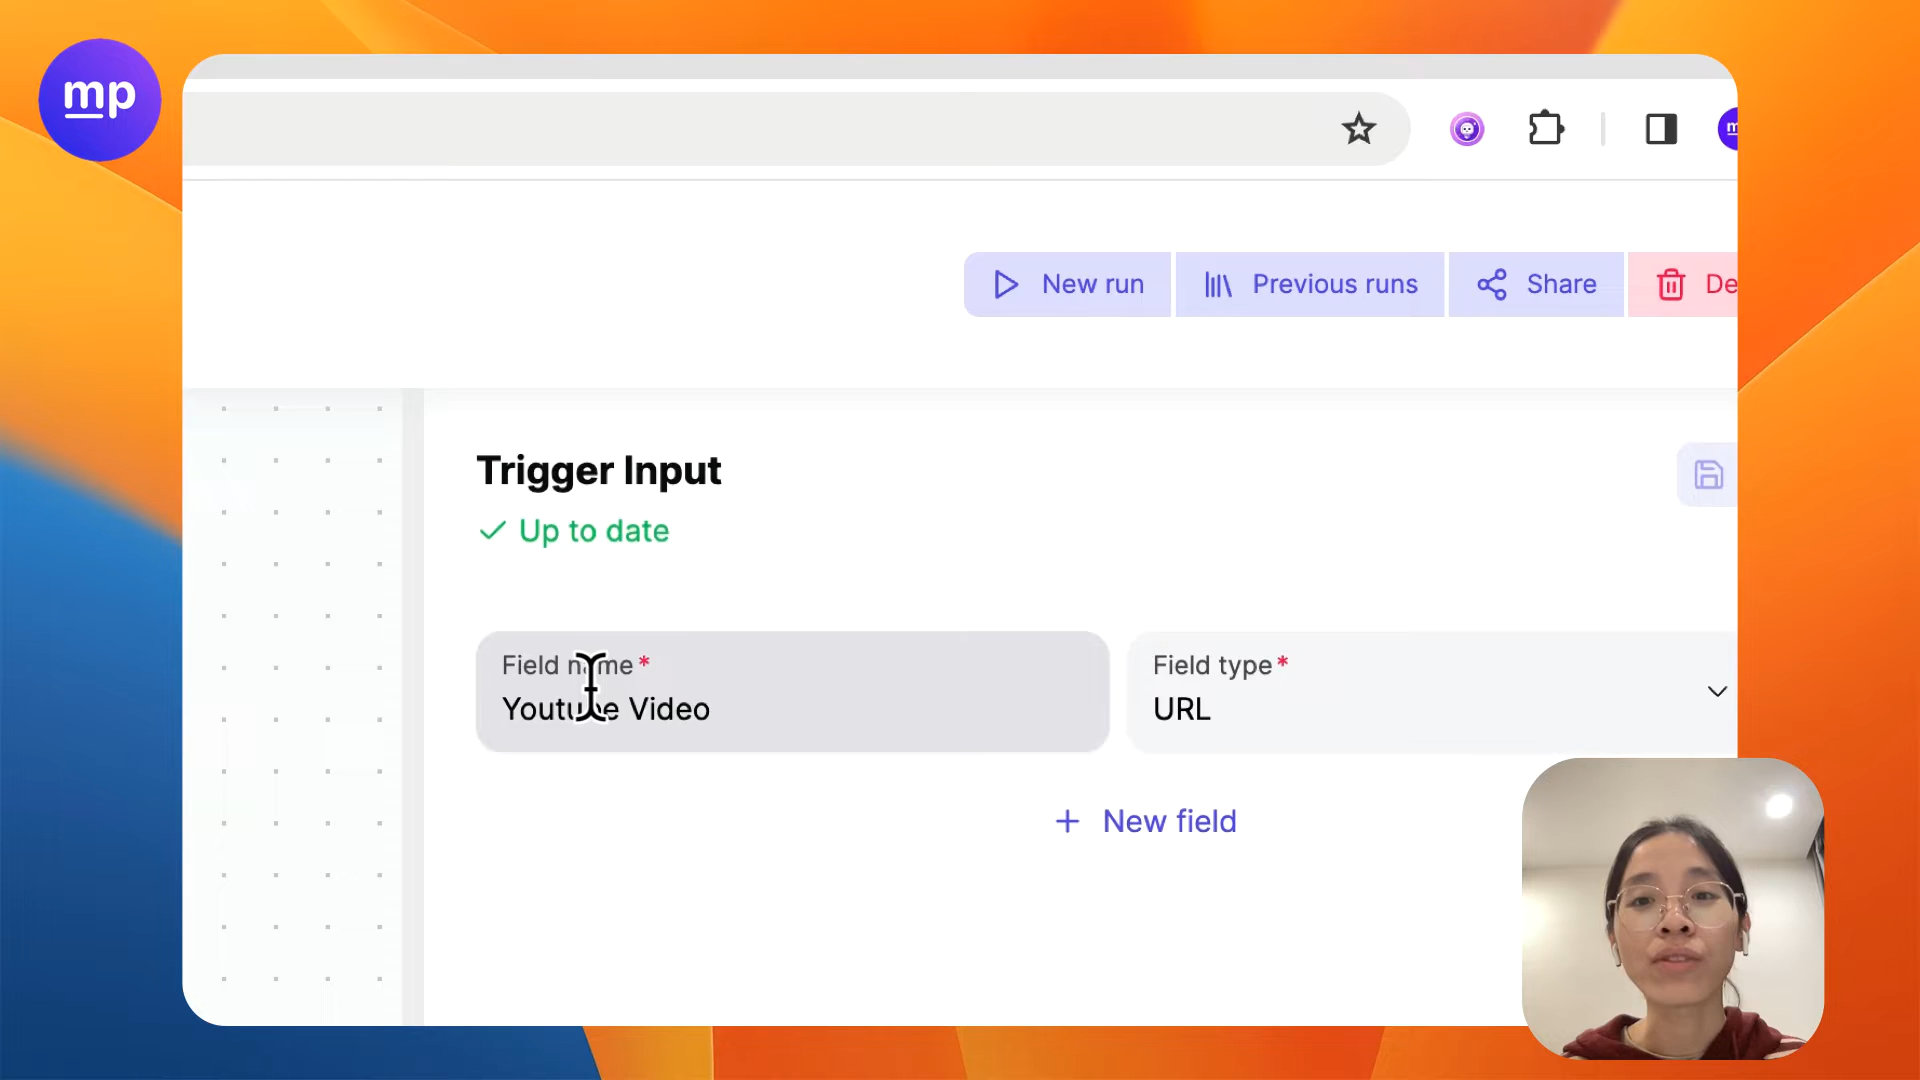 mp
New run
Previous runs
Share
De
Trigger Input
Up to date
Field name*
Youtube Video
Field type*
URL
+ New field